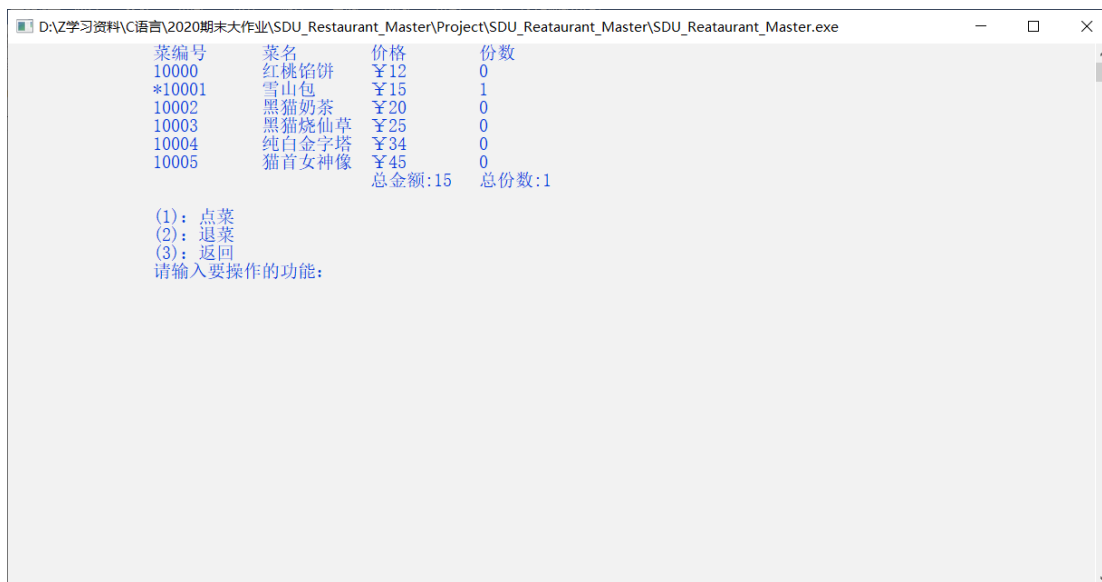 D:\Z学习资料\C语言\2020期末大作业\SDU_Restaurant_Master\Project\SDU_Reataurant_Master\SDU_Reataurant_Master.exe
菜编号 菜名 价格 份数
10000 红桃馅饼 ￥12 0
*10001 雪山包 ￥15 1
10002 黑猫奶茶 ￥20 0
10003 黑猫烧仙草 ￥25 0
10004 纯白金字塔 ￥34 0
10005 猫首女神像 ￥45 0
总金额:15 总份数:1
(1)：点菜
(2)：退菜
(3)：返回
请输入要操作的功能：